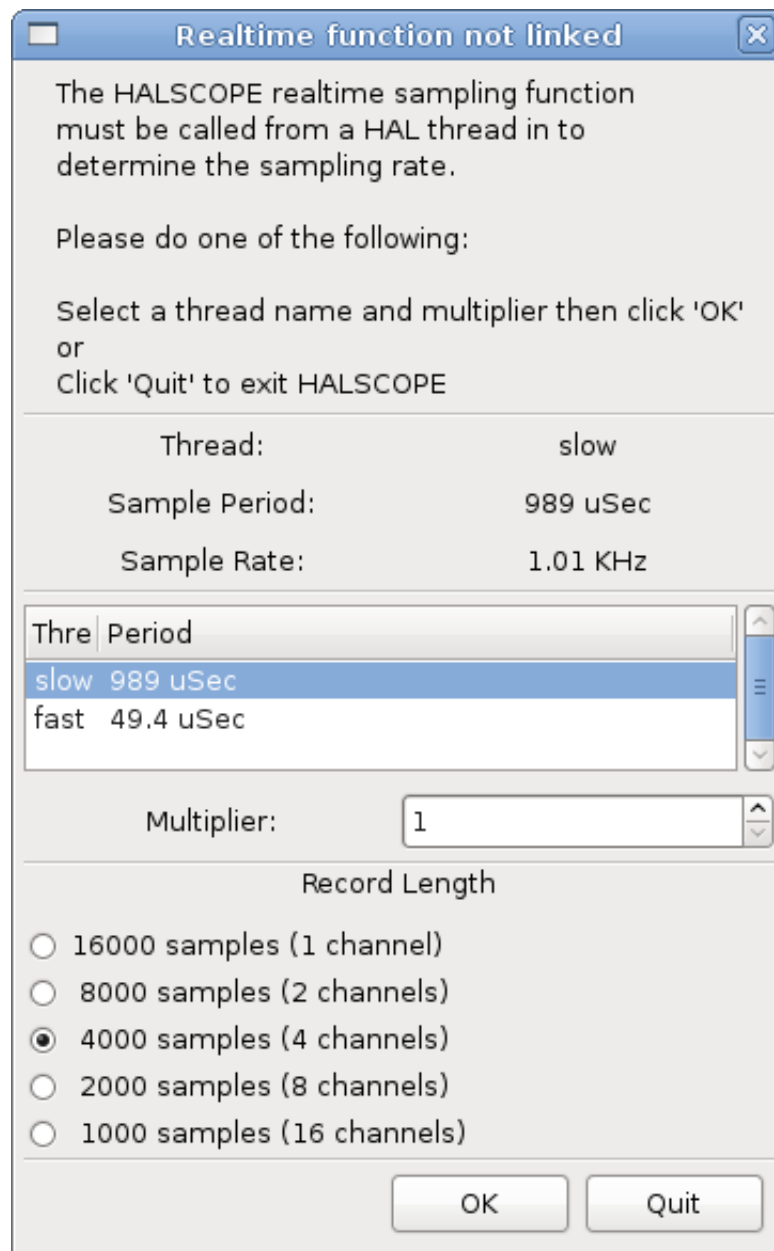 Realtime function not linked
The HALSCOPE realtime sampling function
must be called from a HAL thread in to
determine the sampling rate.
Please do one of the following:
Select a thread name and multiplier then click 'OK'
or
Click 'Quit' to exit HALSCOPE
Thread: slow
Sample Period: 989 uSec
Sample Rate: 1.01 KHz
Thre Period
slow 989 uSec
fast 49.4 uSec
Multiplier: 1
Record Length
16000 samples (1 channel)
8000 samples (2 channels)
4000 samples (4 channels)
2000 samples (8 channels)
1000 samples (16 channels)
OK Quit